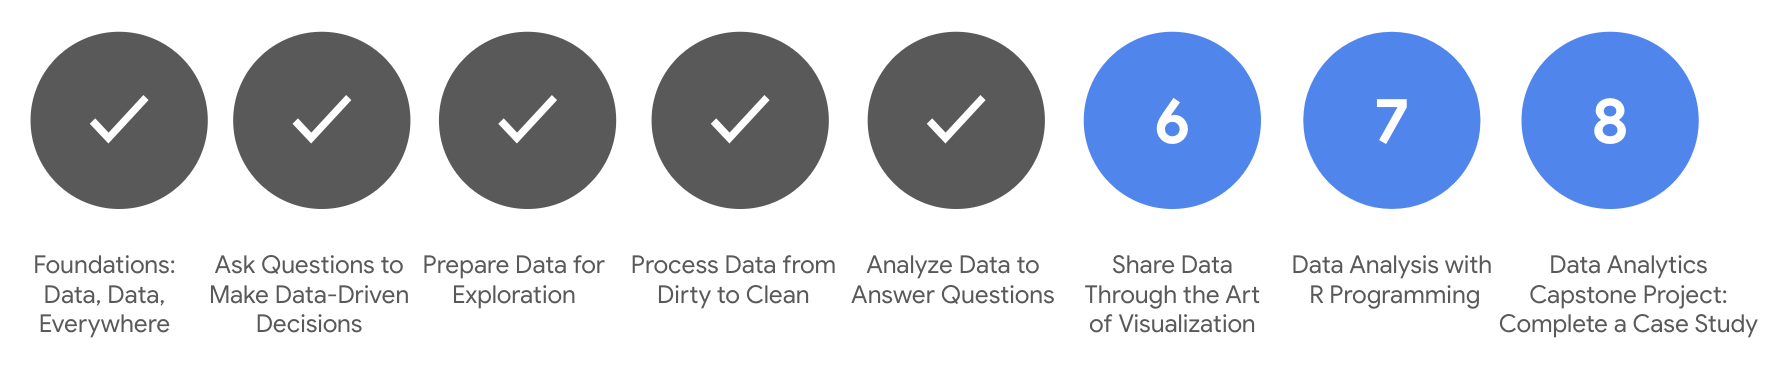 6
7
8
Foundations:
Data, Data,
Everywhere
Ask Questions to
Make Data-Driven
Decisions
Prepare Data for
Exploration
Process Data from
Dirty to Clean
Analyze Data to
Answer Questions
Share Data
Through the Art
of Visualization
Data Analysis with
R Programming
Data Analytics
Capstone Project:
Complete a Case Study